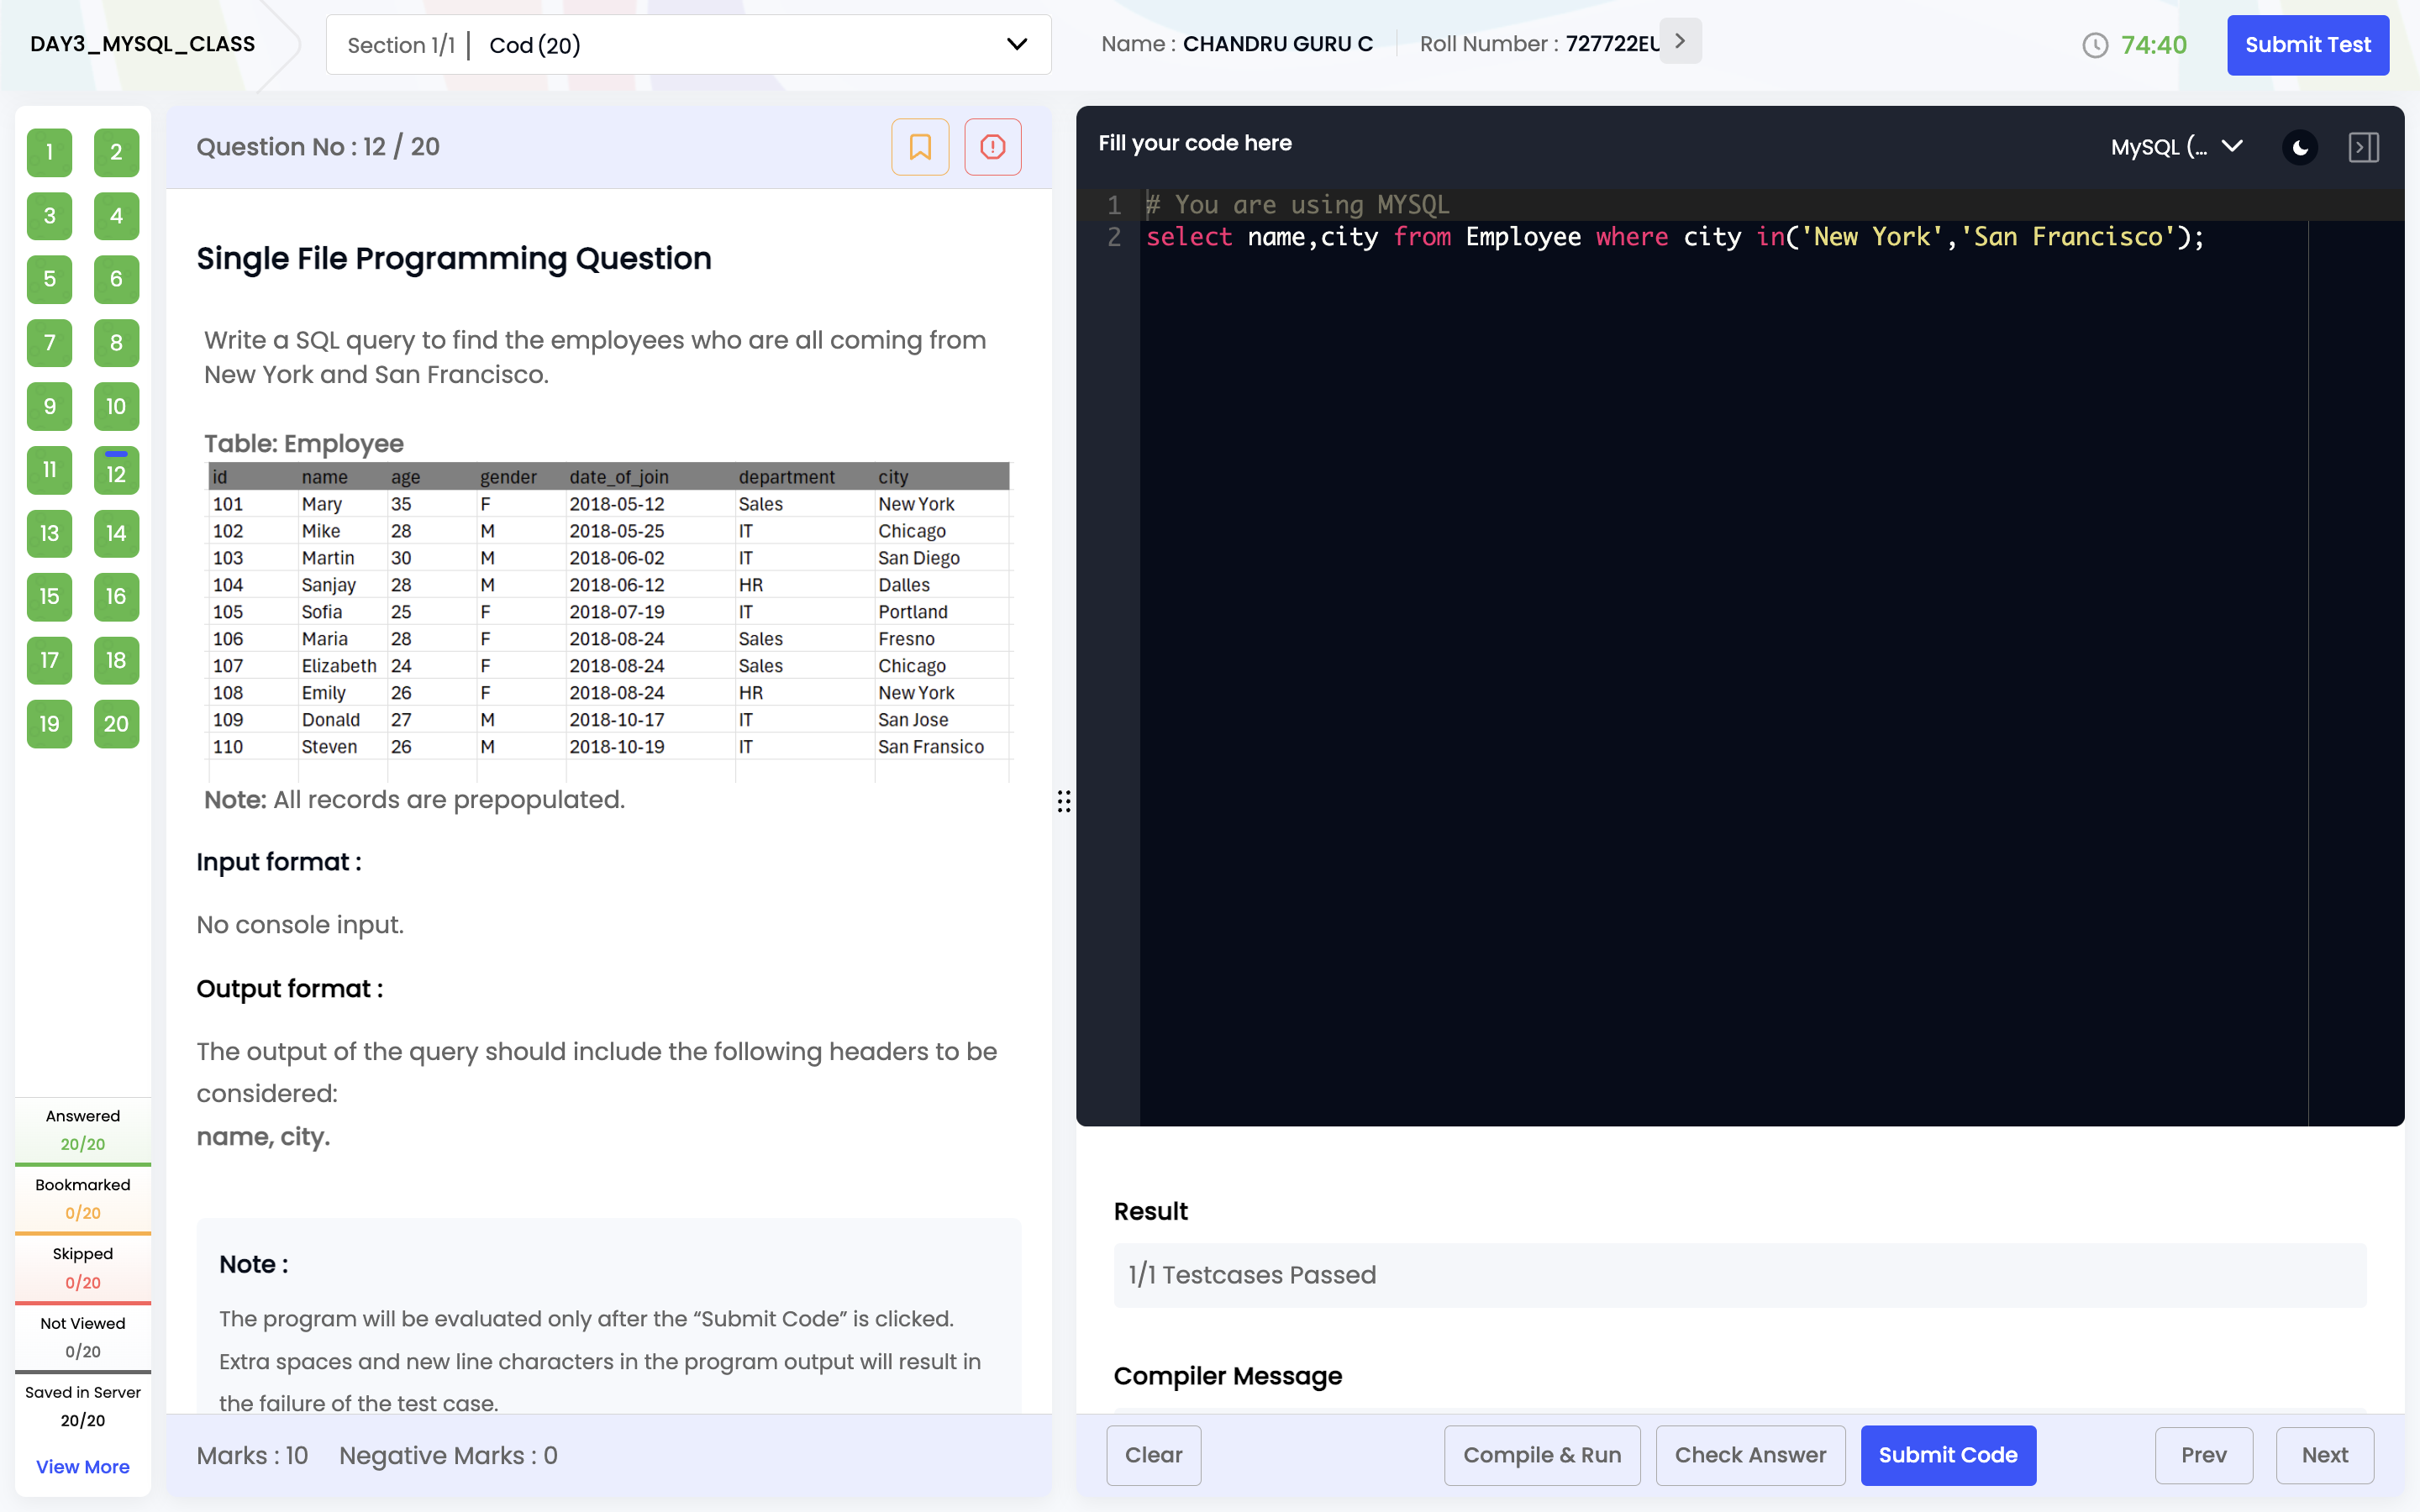 DAY3_MYSQL_CLASS
Section 1/1 | Cod (20)
Name : CHANDRU GURU C
Roll Number : 727722EU
74:40
Submit Test
1 2
3 4
5 6
7 8
9 10
11 12
13 14
15 16
17 18
19 20
Answered
20/20
Bookmarked
0/20
Skipped
0/20
Not Viewed
0/20
Saved in Server
20/20
View More
Question No : 12 / 20
Single File Programming Question
Write a SQL query to find the employees who are all coming from
New York and San Francisco.
Table: Employee
id name age gender date_of_join department city
101 Mary 35 F 2018-05-12 Sales New York
102 Mike 28 M 2018-05-25 IT Chicago
103 Martin 30 M 2018-06-02 IT San Diego
104 Sanjay 28 M 2018-06-12 HR Dalles
105 Sofia 25 F 2018-07-19 IT Portland
106 Maria 28 F 2018-08-24 Sales Fresno
107 Elizabeth 24 F 2018-08-24 Sales Chicago
108 Emily 26 F 2018-08-24 HR New York
109 Donald 27 M 2018-10-17 IT San Jose
110 Steven 26 M 2018-10-19 IT San Fransico
Note: All records are prepopulated.
Input format :
No console input.
Output format :
The output of the query should include the following headers to be
considered:
name, city.
Note :
The program will be evaluated only after the “Submit Code” is clicked.
Extra spaces and new line characters in the program output will result in
the failure of the test case.
Marks : 10 Negative Marks : 0
Fill your code here
MySQL (...
1 # You are using MYSQL
2 select name,city from Employee where city in('New York','San Francisco');
Result
1/1 Testcases Passed
Compiler Message
Clear
Compile & Run
Check Answer
Submit Code
Prev
Next